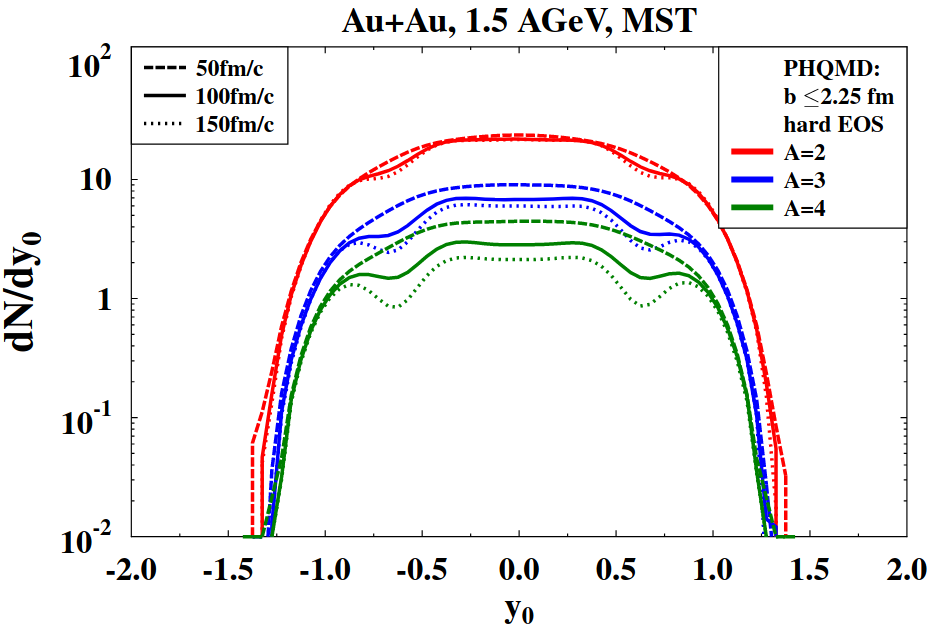 Au+Au, 1.5 AGeV, MST
10²
10
1
10⁻¹
10⁻²
dN/dy₀
50fm/c
100fm/c
150fm/c
PHQMD:
b ≤2.25 fm
hard EOS
A=2
A=3
A=4
-2.0 -1.5 -1.0 -0.5 0.0 0.5 1.0 1.5 2.0
y₀